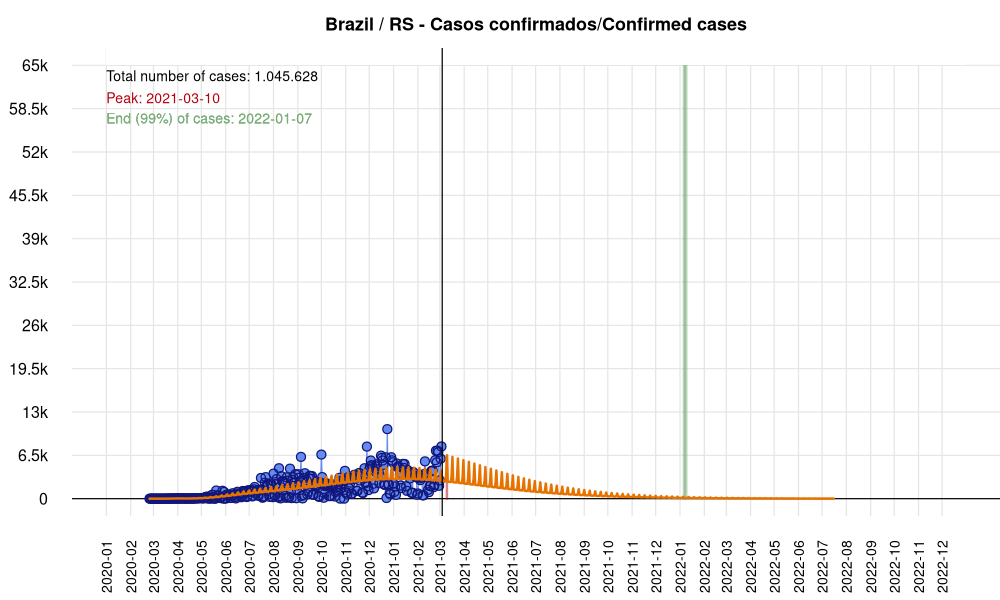 Brazil / RS - Casos confirmados/Confirmed cases
65k
Total number of cases: 1.045.628
Peak: 2021-03-10
58.5k
End (99%) of cases: 2022-01-07
52k
45.5k
39k
32.5k
26k
19.5k
13k
6.5k
0
2020-01
2020-02
2020-03
2020-04
2020-05
2020-06
2020-07
2020-08
2020-09
2020-10
2020-11
2020-12
2021-01
2021-02
2021-03
2021-04
2021-05
2021-06
2021-07
2021-08
2021-09
2021-10
2021-11
2021-12
2022-01
2022-02
2022-03
2022-04
2022-05
2022-06
2022-07
2022-08
2022-09
2022-10
2022-11
2022-12